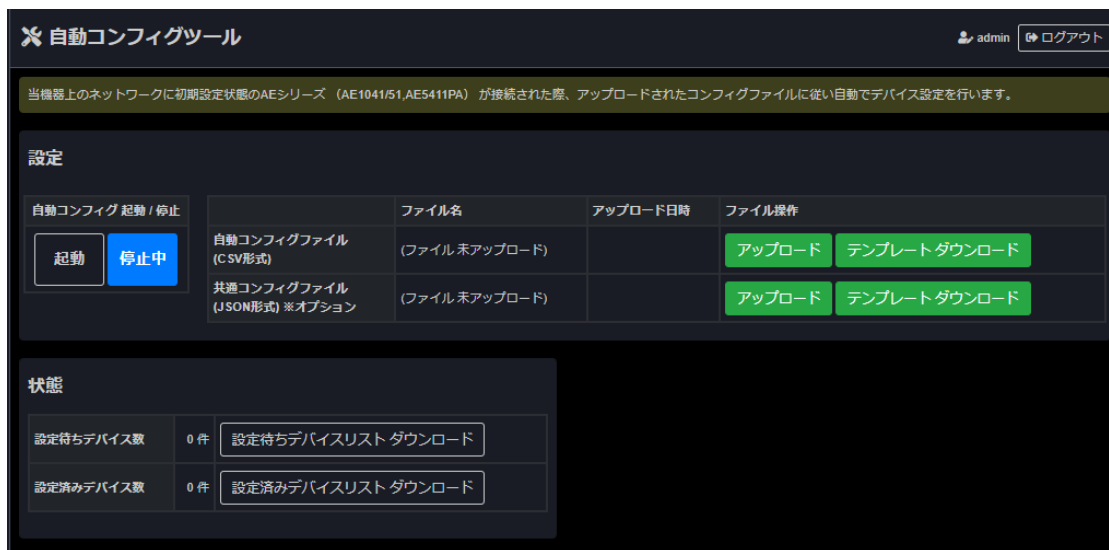 自動コンフィグツール
admin ログアウト
当機器上のネットワークに初期設定状態のAEシリーズ （AE1041/51,AE5411PA） が接続された際、アップロードされたコンフィグファイルに従い自動でデバイス設定を行います。
設定
自動コンフィグ 起動 / 停止
起動 停止中
ファイル名 アップロード日時 ファイル操作
自動コンフィグファイル
(CSV形式)
(ファイル 未アップロード)
アップロード テンプレート ダウンロード
共通コンフィグファイル
(JSON形式) ※オプション
(ファイル 未アップロード)
アップロード テンプレート ダウンロード
状態
設定待ちデバイス数 0 件 設定待ちデバイスリスト ダウンロード
設定済みデバイス数 0 件 設定済みデバイスリスト ダウンロード